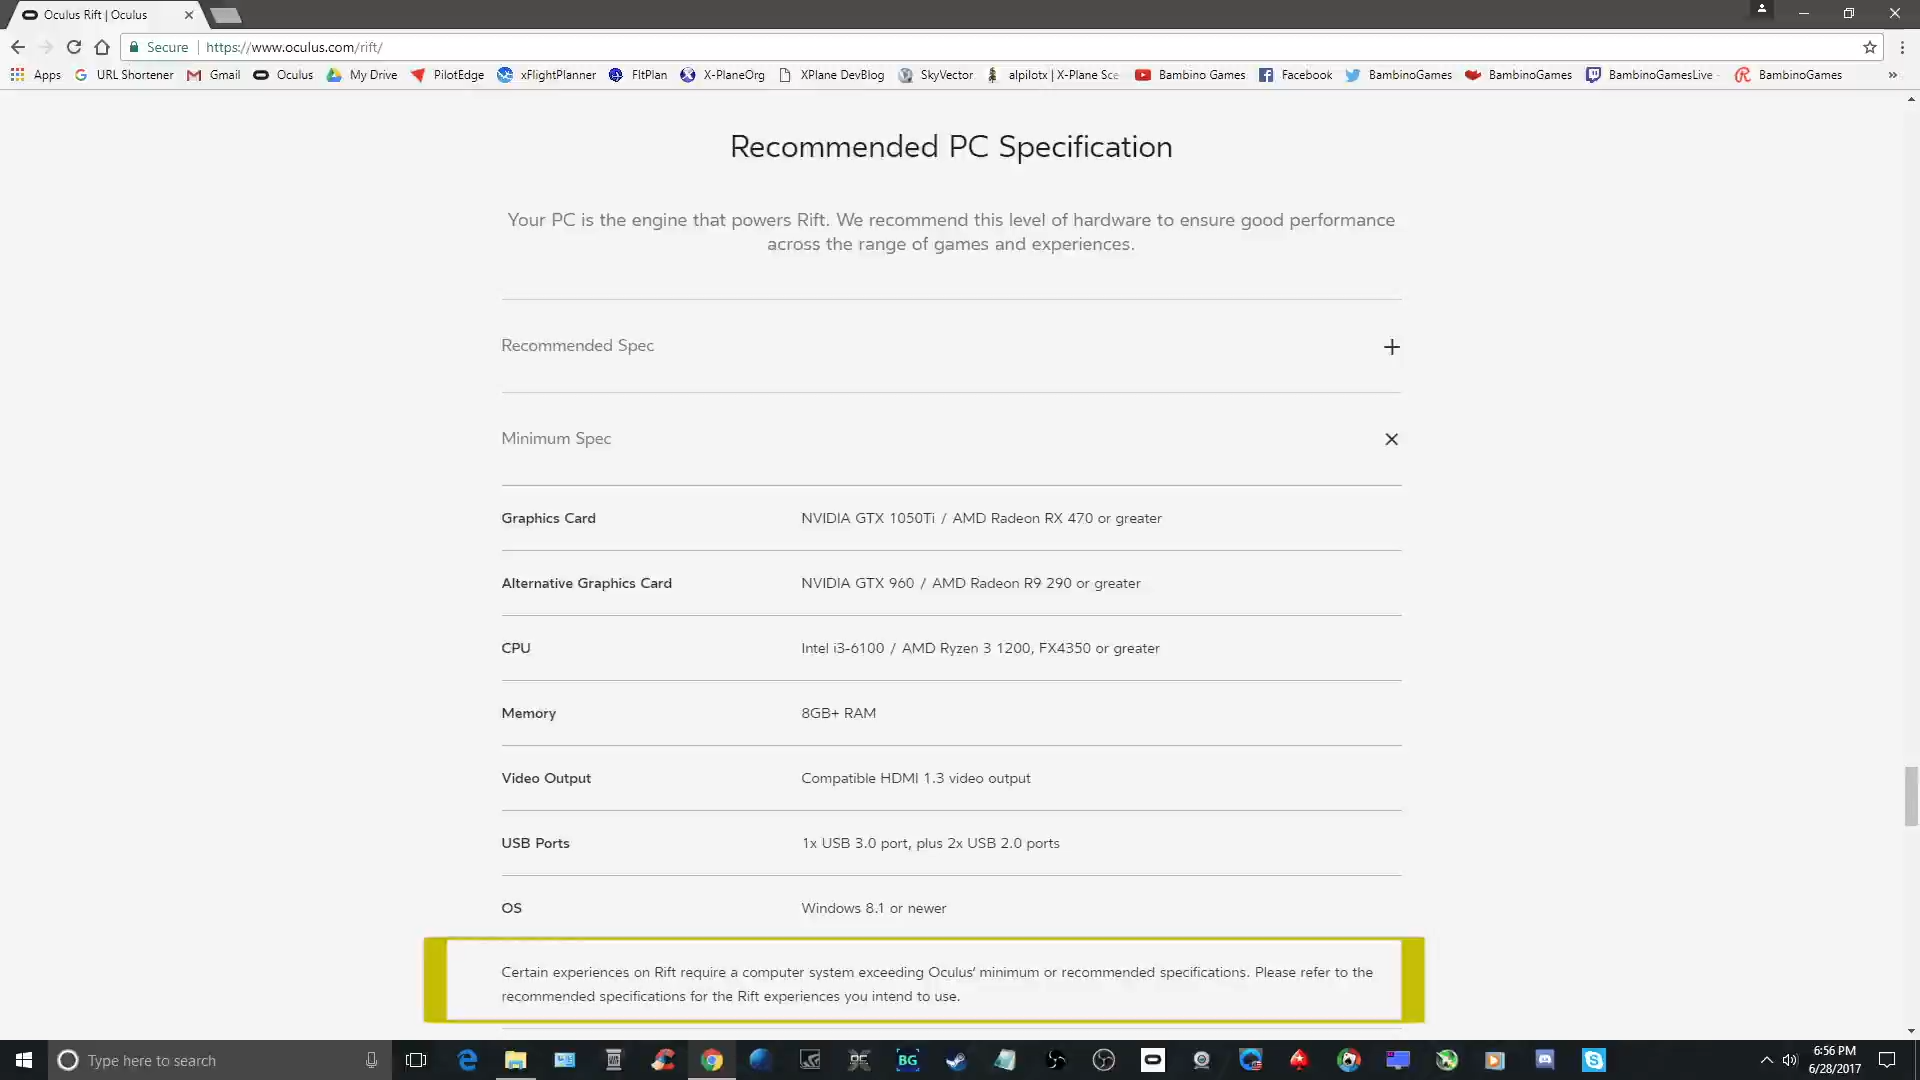 Oculus Rift | Oculus
Secure https://www.oculus.com/rift/
Apps URL Shortener Gmail Oculus My Drive PilotEdge xFlightPlanner FltPlan X-PlaneOrg XPlane DevBlog SkyVector alpilotx | X-Plane Sce Bambino Games Facebook BambinoGames BambinoGames BambinoGamesLive - BambinoGames »
Recommended PC Specification
Your PC is the engine that powers Rift. We recommend this level of hardware to ensure good performance
across the range of games and experiences.
Recommended Spec
Minimum Spec
Graphics Card NVIDIA GTX 1050Ti / AMD Radeon RX 470 or greater
Alternative Graphics Card NVIDIA GTX 960 / AMD Radeon R9 290 or greater
CPU Intel i3-6100 / AMD Ryzen 3 1200, FX4350 or greater
Memory 8GB+ RAM
Video Output Compatible HDMI 1.3 video output
USB Ports 1x USB 3.0 port, plus 2x USB 2.0 ports
OS Windows 8.1 or newer
Certain experiences on Rift require a computer system exceeding Oculus' minimum or recommended specifications. Please refer to the
recommended specifications for the Rift experiences you intend to use.
Type here to search BG 6:56 PM
6/28/2017